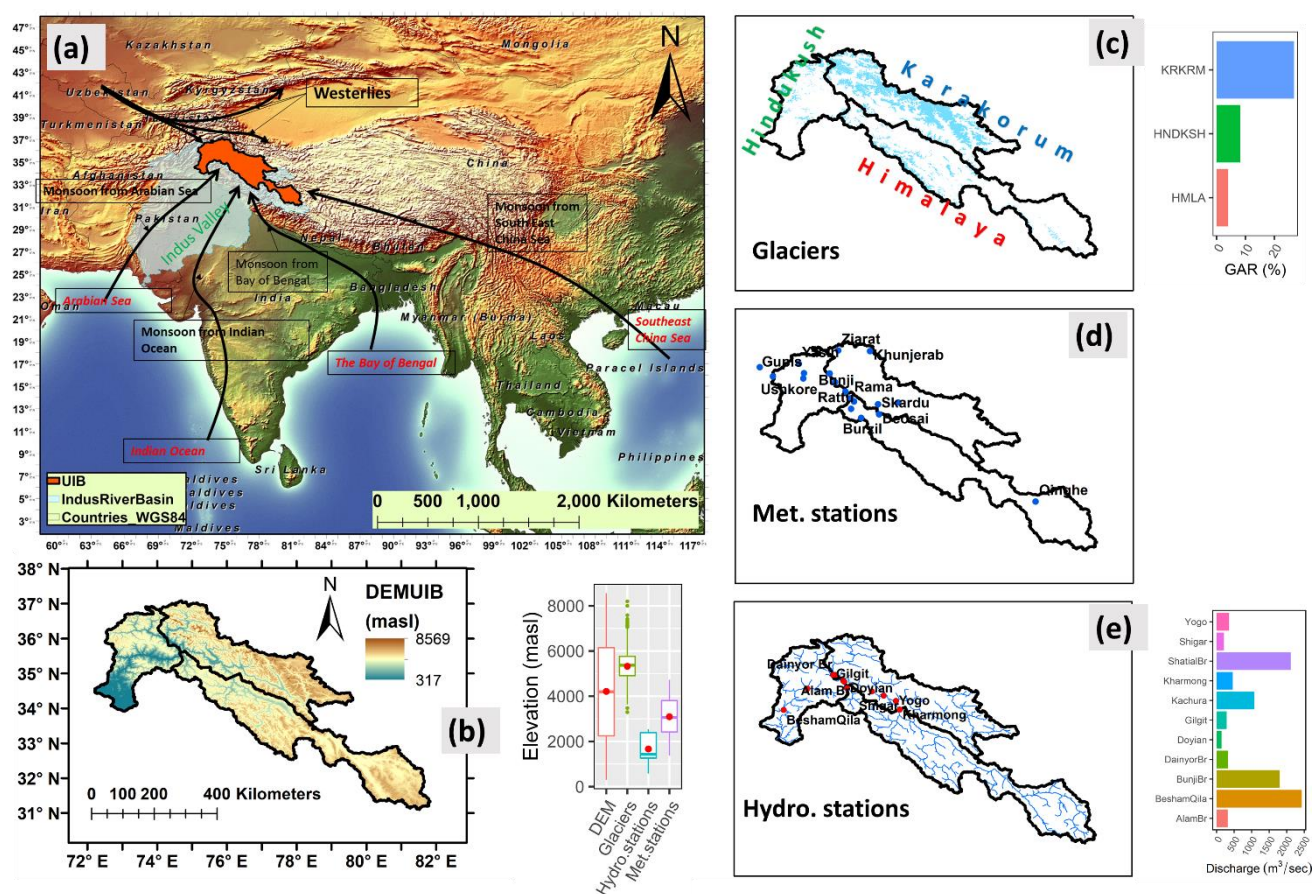 (a)
N
47°
43°
41°
39°
37°
35°
33°
31°
29°
27°
25°
23°
21°
19°
17°
15°
13°
11°
9°
7°
5°
3°
Kazakhstan
Mongolia
Uzbekistan
Kyrgyzstan
Westerlies
Turkmenistan
China
Afghanistan
Monsoon from Arabian Sea
Iran
Pakistan
Indus Valley
Monsoon from
South East
China Sea
Nepal
Bhutan
Monsoon from
Bay of Bengal
Bangladesh
India
Arabian Sea
Oman
Macau
Myanmar (Burma)
Southeast
China Sea
Monsoon from Indian
Ocean
Laos
The Bay of Bengal
Paracel Islands
Thailand
Cambodia
Vietnam
Indian Ocean
Philippines
Sri Lanka
Maldives
Maldives
Maldives
Maldives
UIB
IndusRiverBasin
Countries_WGS84
0 500 1,000 2,000 Kilometers
60° 63° 66° 69° 72° 75° 78° 81° 84° 87° 90° 93° 96° 99° 102° 105° 108° 111° 114° 117°
(b)
38° N
37° N
36° N
35° N
34° N
33° N
32° N
31° N
N
DEMUIB
(masl)
8569
317
0 100 200 400 Kilometers
72° E 74° E 76° E 78° E 80° E 82° E
Elevation (masl)
8000
6000
4000
2000
0
DEM
Glaciers
Hydro.stations
Met.stations
(c)
Hindukush
Karakorum
Himalaya
Glaciers
KRKRM
HNDKSH
HMLA
0 10 20
GAR (%)
(d)
Ziarat
Yasin
Khunjerab
Gupis
Ushkore
Bunji
Rama
Rattu
Skardu
Deosai
Burzil
Qinghe
Met. stations
(e)
Dainyor Br
Gilgit
Alam Br
Doyian
Shigar
Yogo
Kharmong
BeshamQila
Hydro. stations
Yogo
Shigar
ShatialBr
Kharmong
Kachura
Gilgit
Doyian
DainyorBr
BunjiBr
BeshamQila
AlamBr
0 500 1000 1500 2000 2500
Discharge (m³/sec)